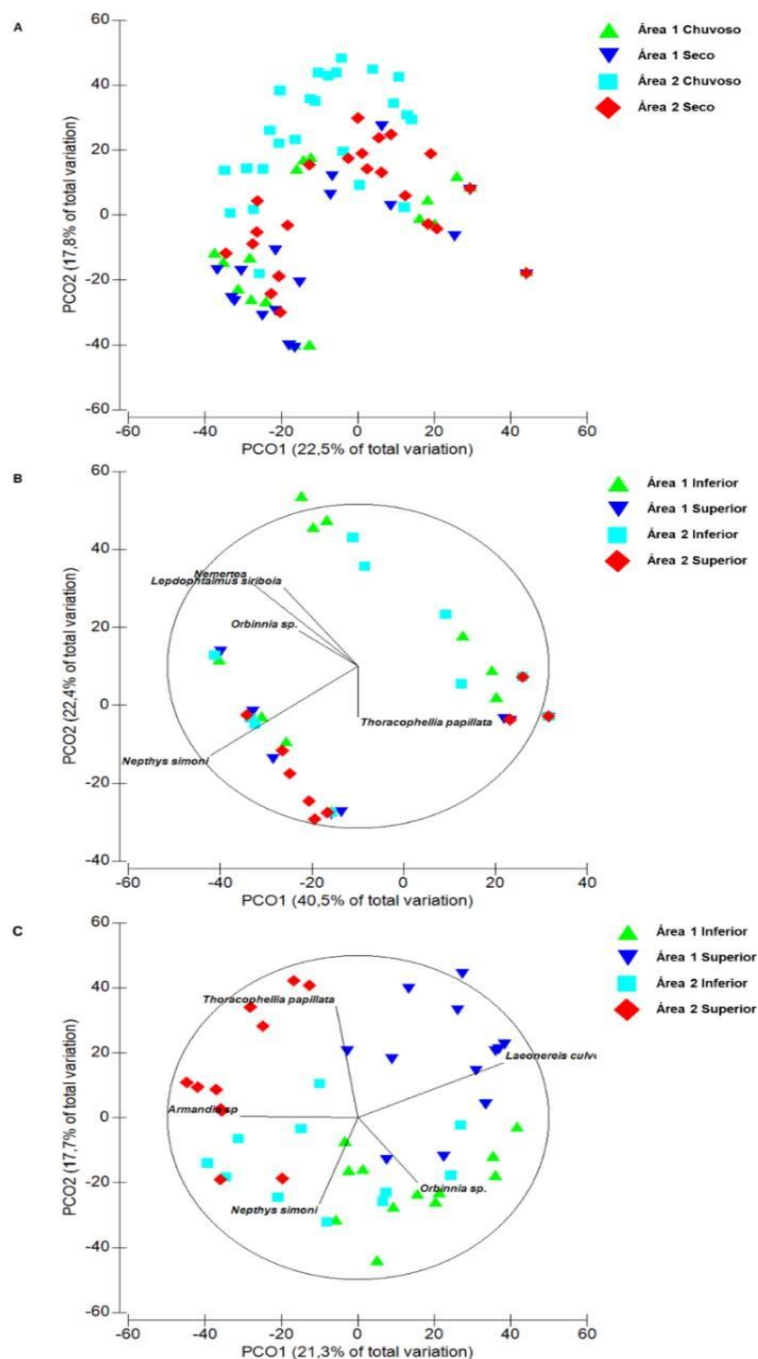 A
60
40
20
0
-20
-40
-60
-60 -40 -20 0 20 40 60
PCO2 (17,8% of total variation)
PCO1 (22,5% of total variation)
Área 1 Chuvoso
Área 1 Seco
Área 2 Chuvoso
Área 2 Seco
B
60
40
20
0
-20
-40
-60 -40 -20 0 20 40 60
PCO2 (22,4% of total variation)
PCO1 (40,5% of total variation)
Nemertea
Lepdophtalmus siriboia
Orbinnia sp.
Thoracophellia papillata
Nepthys simoni
Área 1 Inferior
Área 1 Superior
Área 2 Inferior
Área 2 Superior
C
60
40
20
0
-20
-40
-60
-60 -40 -20 0 20 40 60
PCO2 (17,7% of total variation)
PCO1 (21,3% of total variation)
Thoracophellia papillata
Laeonereis culve
Armandia sp
Orbinnia sp.
Nepthys simoni
Área 1 Inferior
Área 1 Superior
Área 2 Inferior
Área 2 Superior